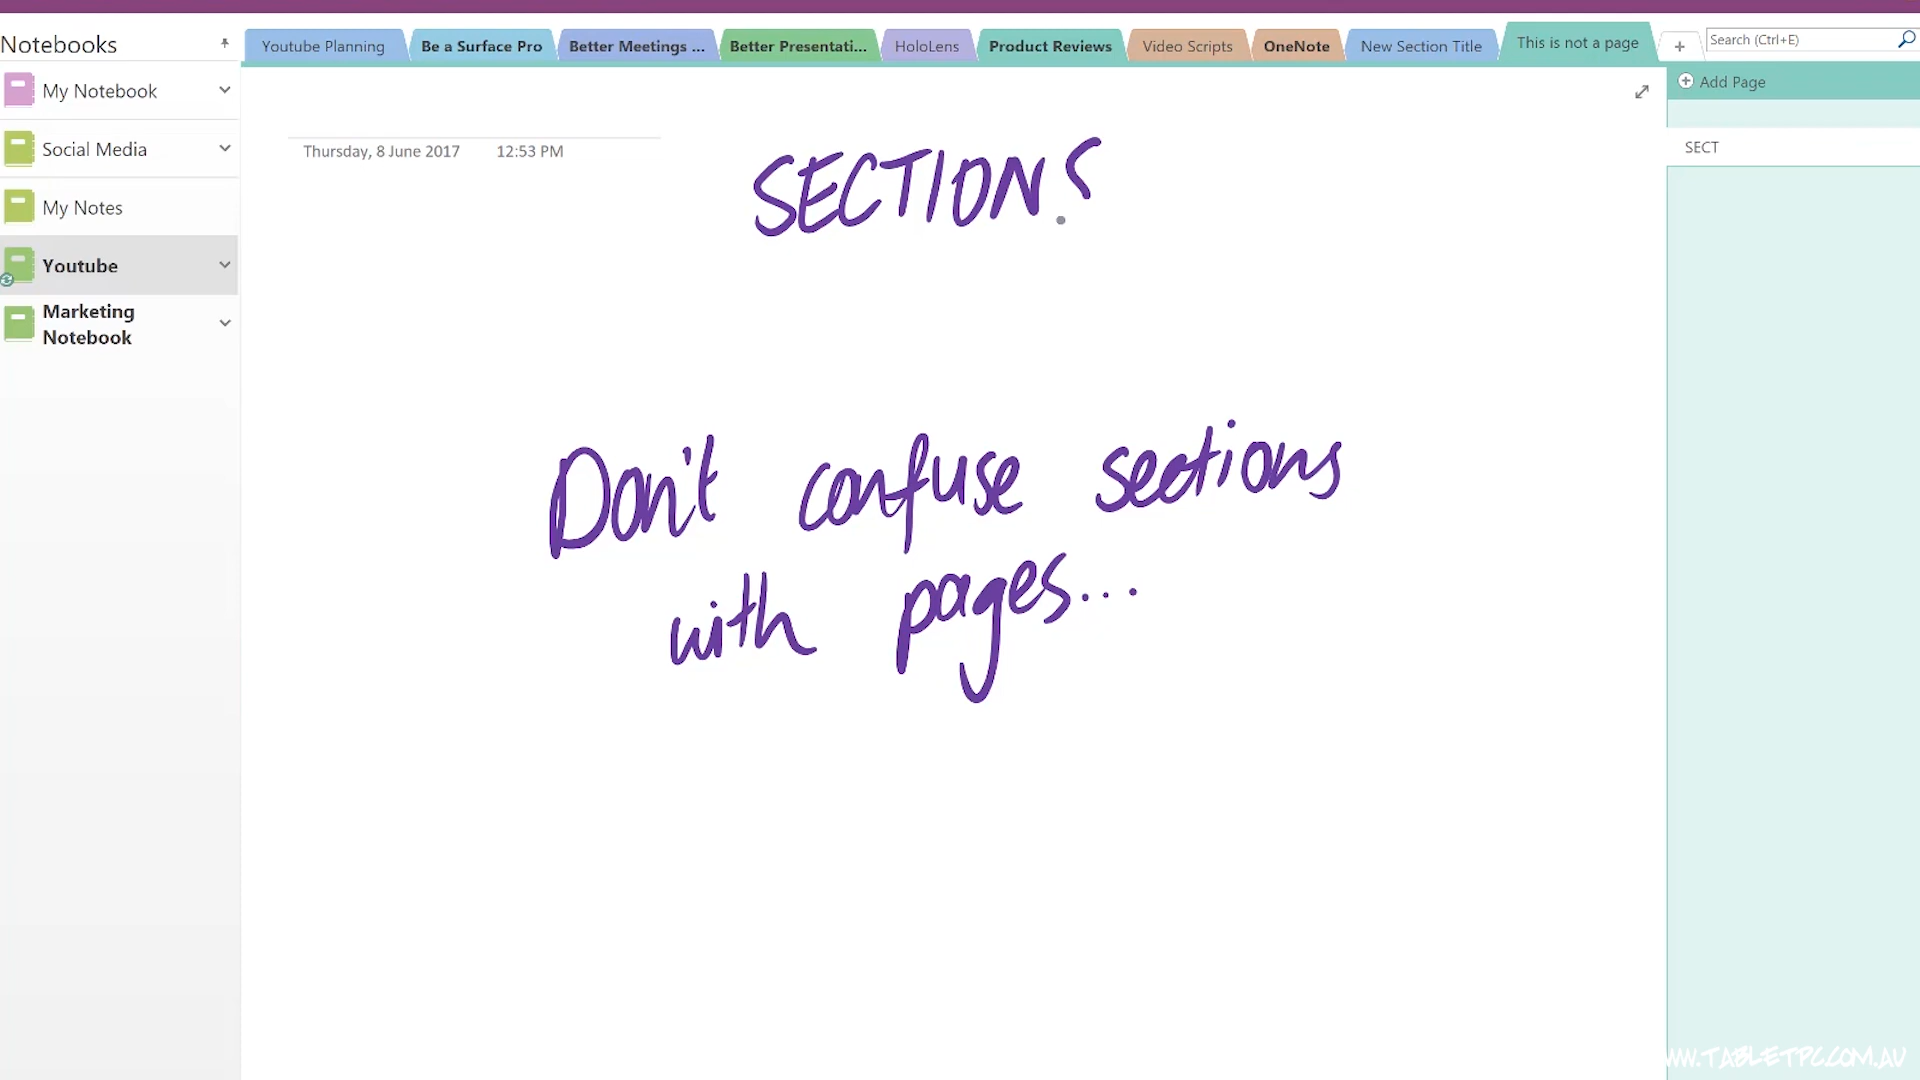 Notebooks
My Notebook
Social Media
My Notes
Youtube
Marketing
Notebook
Youtube Planning
Be a Surface Pro
Better Meetings ...
Better Presentati...
HoloLens
Product Reviews
Video Scripts
OneNote
New Section Title
This is not a page
+
Search (Ctrl+E)
Add Page
SECT
Thursday, 8 June 2017 12:53 PM
SECTIONS
Don't confuse sections
with pages...
WWW.TABLETPC.COM.AU